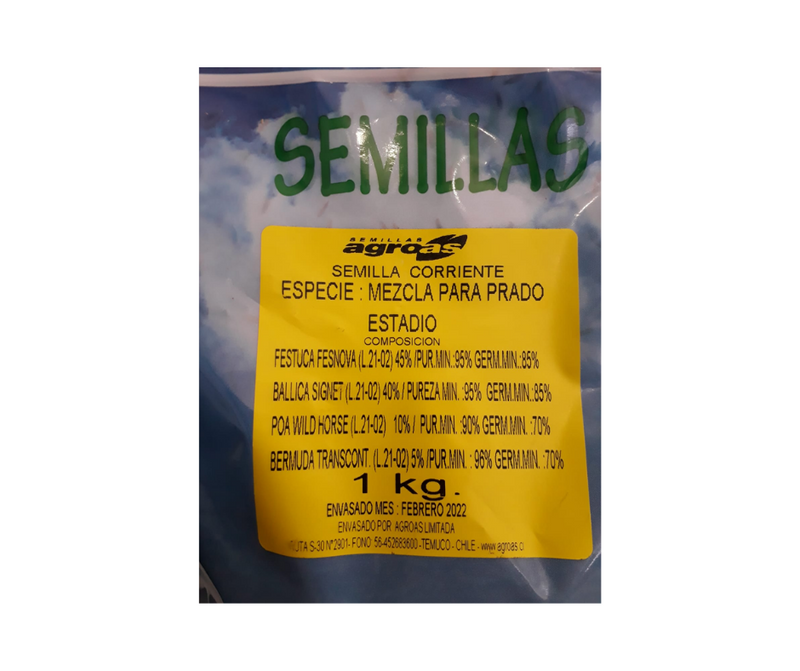 SEMILLAS
SEMILLAS
agroas
SEMILLA CORRIENTE
ESPECIE : MEZCLA PARA PRADO
ESTADIO
COMPOSICION
FESTUCA FESNOVA (L.21-02) 45% /PUR.MIN.:95% GERM.MIN.:85%
BALLICA SIGNET (L.21-02) 40% / PUREZA MIN. :95% GERM.MIN.:85%
POA WILD HORSE (L.21-02) 10% / PUR.MIN. :90% GERM.MIN. :70%
BERMUDA TRANSCONT. (L.21-02) 5% /PUR.MIN. : 96% GERM.MIN. :70%
1 kg.
ENVASADO MES : FEBRERO 2022
ENVASADO POR AGROAS LIMITADA
S-30 N°2901- FONO 56-452683600 -TEMUCO - CHILE - www.agroas.cl